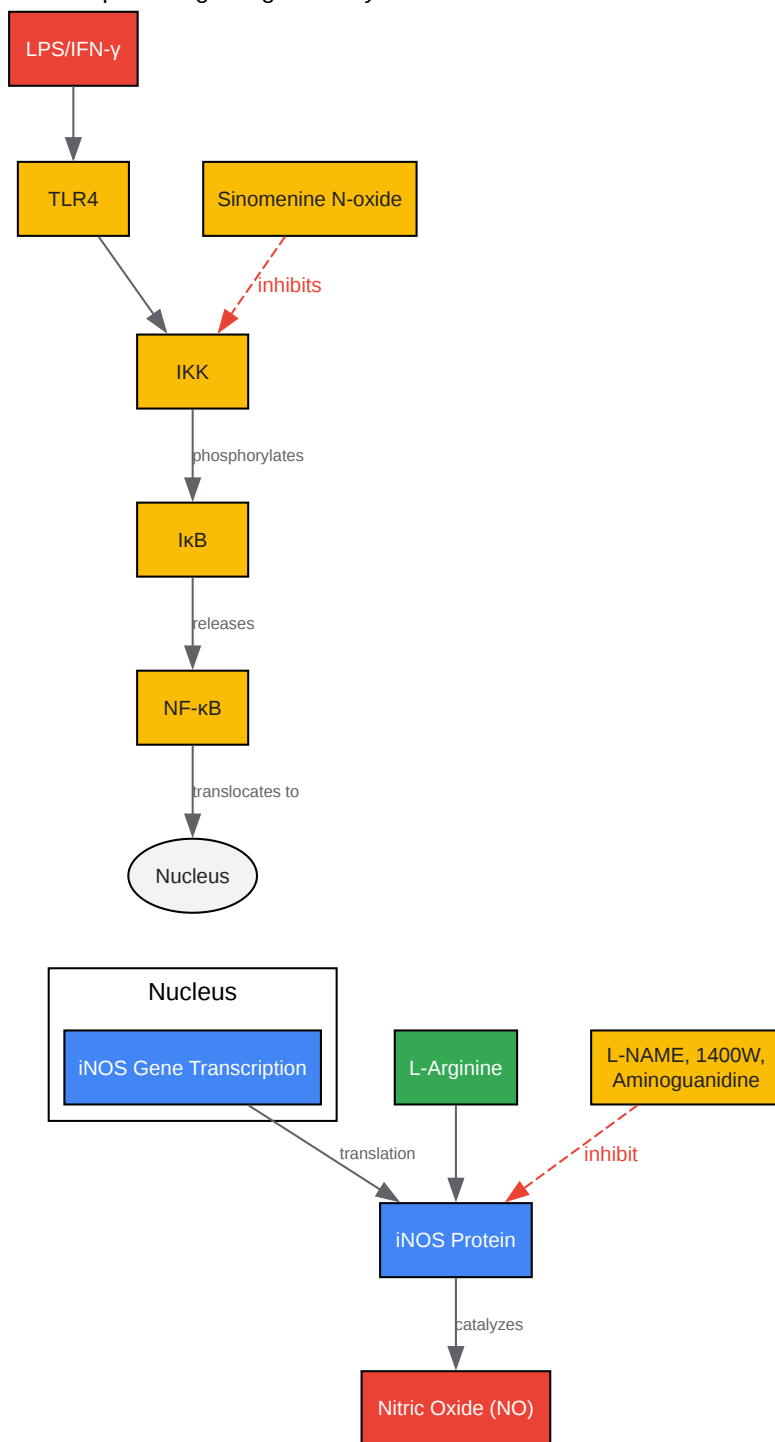 LPS/IFN-γ
TLR4
Sinomenine N-oxide
inhibits
IKK
phosphorylates
IκB
releases
NF-κB
translocates to
Nucleus
Nucleus
iNOS Gene Transcription
L-Arginine
L-NAME, 1400W,
Aminoguanidine
translation
inhibit
iNOS Protein
catalyzes
Nitric Oxide (NO)